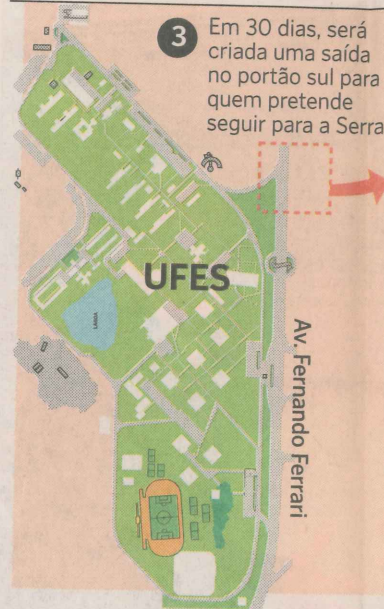 3
Em 30 dias, será
criada uma saída
no portão sul para
quem pretende
seguir para a Serra
UFES
LAGOA
Av. Fernando Ferrari